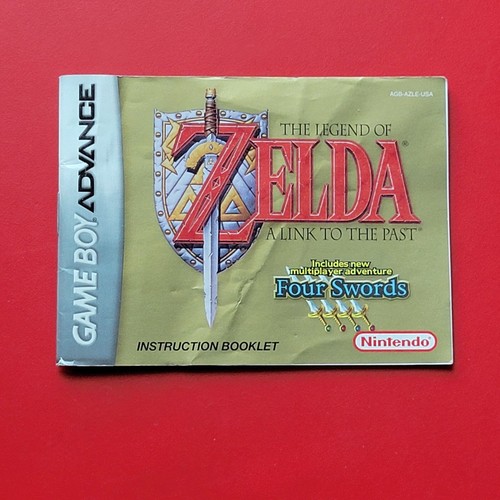 GAME BOY ADVANCE
AGB-AZLE-USA
THE LEGEND OF
ZELDA®
A LINK TO THE PAST
Includes new
multiplayer adventure
Four Swords
INSTRUCTION BOOKLET
Nintendo®